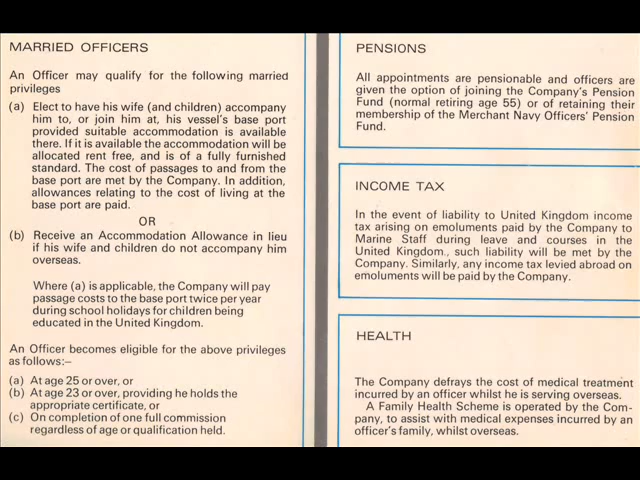 MARRIED OFFICERS
An Officer may qualify for the following married
privileges
(a) Elect to have his wife (and children) accompany
him to, or join him at, his vessel's base port
provided suitable accommodation is available
there. If it is available the accommodation will be
allocated rent free, and is of a fully furnished
standard. The cost of passages to and from the
base port are met by the Company. In addition,
allowances relating to the cost of living at the
base port are paid.
OR
(b) Receive an Accommodation Allowance in lieu
if his wife and children do not accompany him
overseas.
Where (a) is applicable, the Company will pay
passage costs to the base port twice per year
during school holidays for children being
educated in the United Kingdom.
An Officer becomes eligible for the above privileges
as follows:–
(a) At age 25 or over, or
(b) At age 23 or over, providing he holds the
appropriate certificate, or
(c) On completion of one full commission
regardless of age or qualification held.
PENSIONS
All appointments are pensionable and officers are
given the option of joining the Company's Pension
Fund (normal retiring age 55) or of retaining their
membership of the Merchant Navy Officers' Pension
Fund.
INCOME TAX
In the event of liability to United Kingdom income
tax arising on emoluments paid by the Company to
Marine Staff during leave and courses in the
United Kingdom, such liability will be met by the
Company. Similarly, any income tax levied abroad on
emoluments will be paid by the Company.
HEALTH
The Company defrays the cost of medical treatment
incurred by an officer whilst he is serving overseas.
A Family Health Scheme is operated by the Com-
pany, to assist with medical expenses incurred by an
officer's family, whilst overseas.